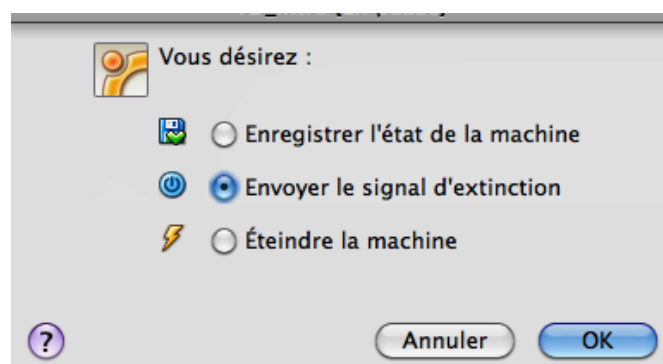 Vous désirez :
Enregistrer l'état de la machine
Envoyer le signal d'extinction
Éteindre la machine
?
Annuler
OK